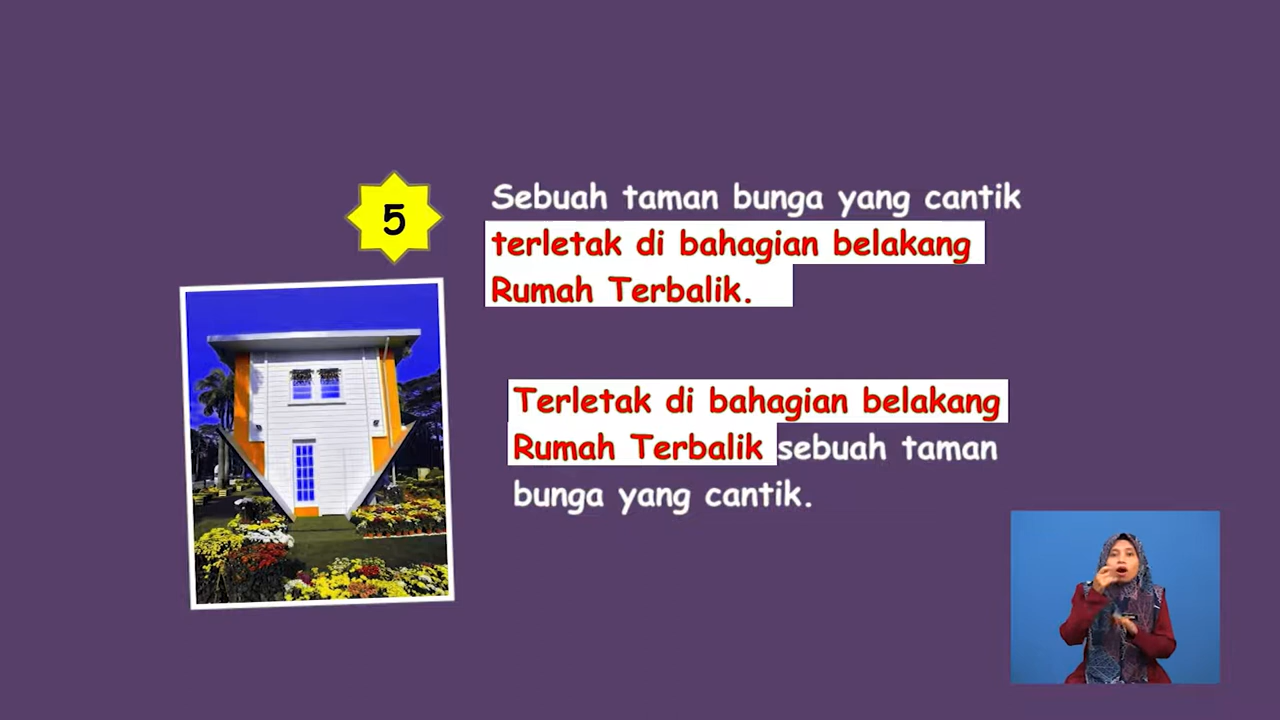 5
Sebuah taman bunga yang cantik
terletak di bahagian belakang
Rumah Terbalik.
Terletak di bahagian belakang
Rumah Terbalik sebuah taman
bunga yang cantik.